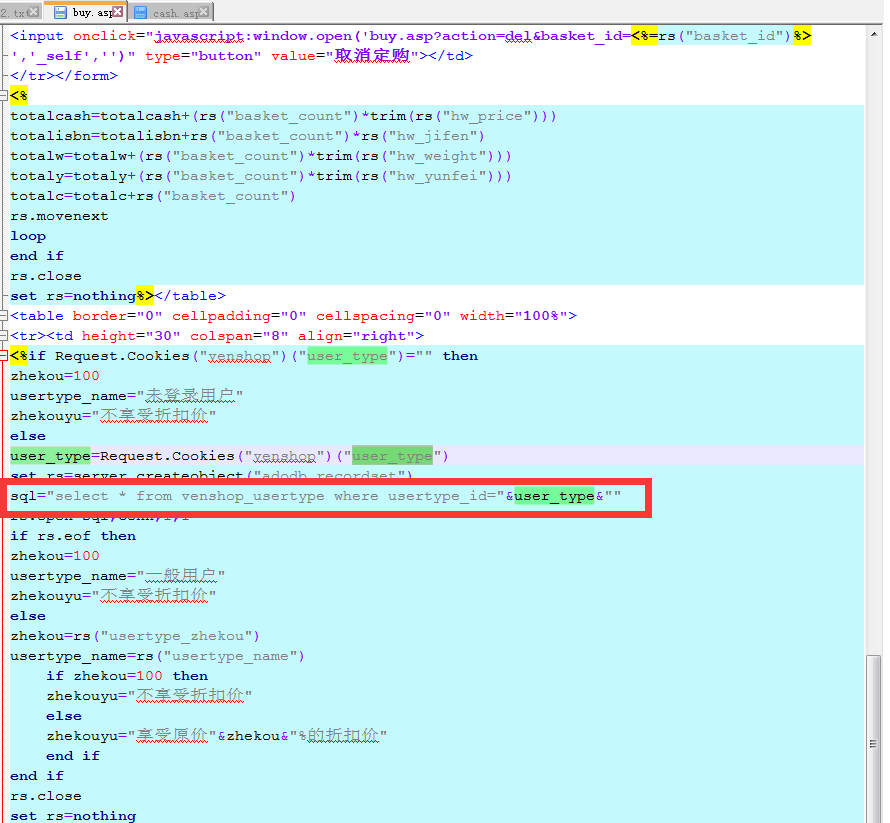 2.tx buy.asp cash.asp
<input onclick="javascript:window.open('buy.asp?action=del&basket_id=<%=rs("basket_id")%>
','_self','')" type="button" value="取消定购"></td>
</tr></form>
<%
totalcash=totalcash+(rs("basket_count")*trim(rs("hw_price")))
totalisbn=totalisbn+rs("basket_count")*rs("hw_jifen")
totalw=totalw+(rs("basket_count")*trim(rs("hw_weight")))
totaly=totaly+(rs("basket_count")*trim(rs("hw_yunfei")))
totalc=totalc+rs("basket_count")
rs.movenext
loop
end if
rs.close
set rs=nothing%></table>
<table border="0" cellpadding="0" cellspacing="0" width="100%">
<tr><td height="30" colspan="8" align="right">
<%if Request.Cookies("venshop")("user_type")="" then
zhekou=100
usertype_name="未登录用户"
zhekouyu="不享受折扣价"
else
user_type=Request.Cookies("venshop")("user_type")
set rs=server.createobject("adodb.recordset")
sql="select * from venshop_usertype where usertype_id="&user_type&""
rs.open sql,conn,1,1
if rs.eof then
zhekou=100
usertype_name="一般用户"
zhekouyu="不享受折扣价"
else
zhekou=rs("usertype_zhekou")
usertype_name=rs("usertype_name")
if zhekou=100 then
zhekouyu="不享受折扣价"
else
zhekouyu="享受原价"&zhekou&"%的折扣价"
end if
end if
rs.close
set rs=nothing